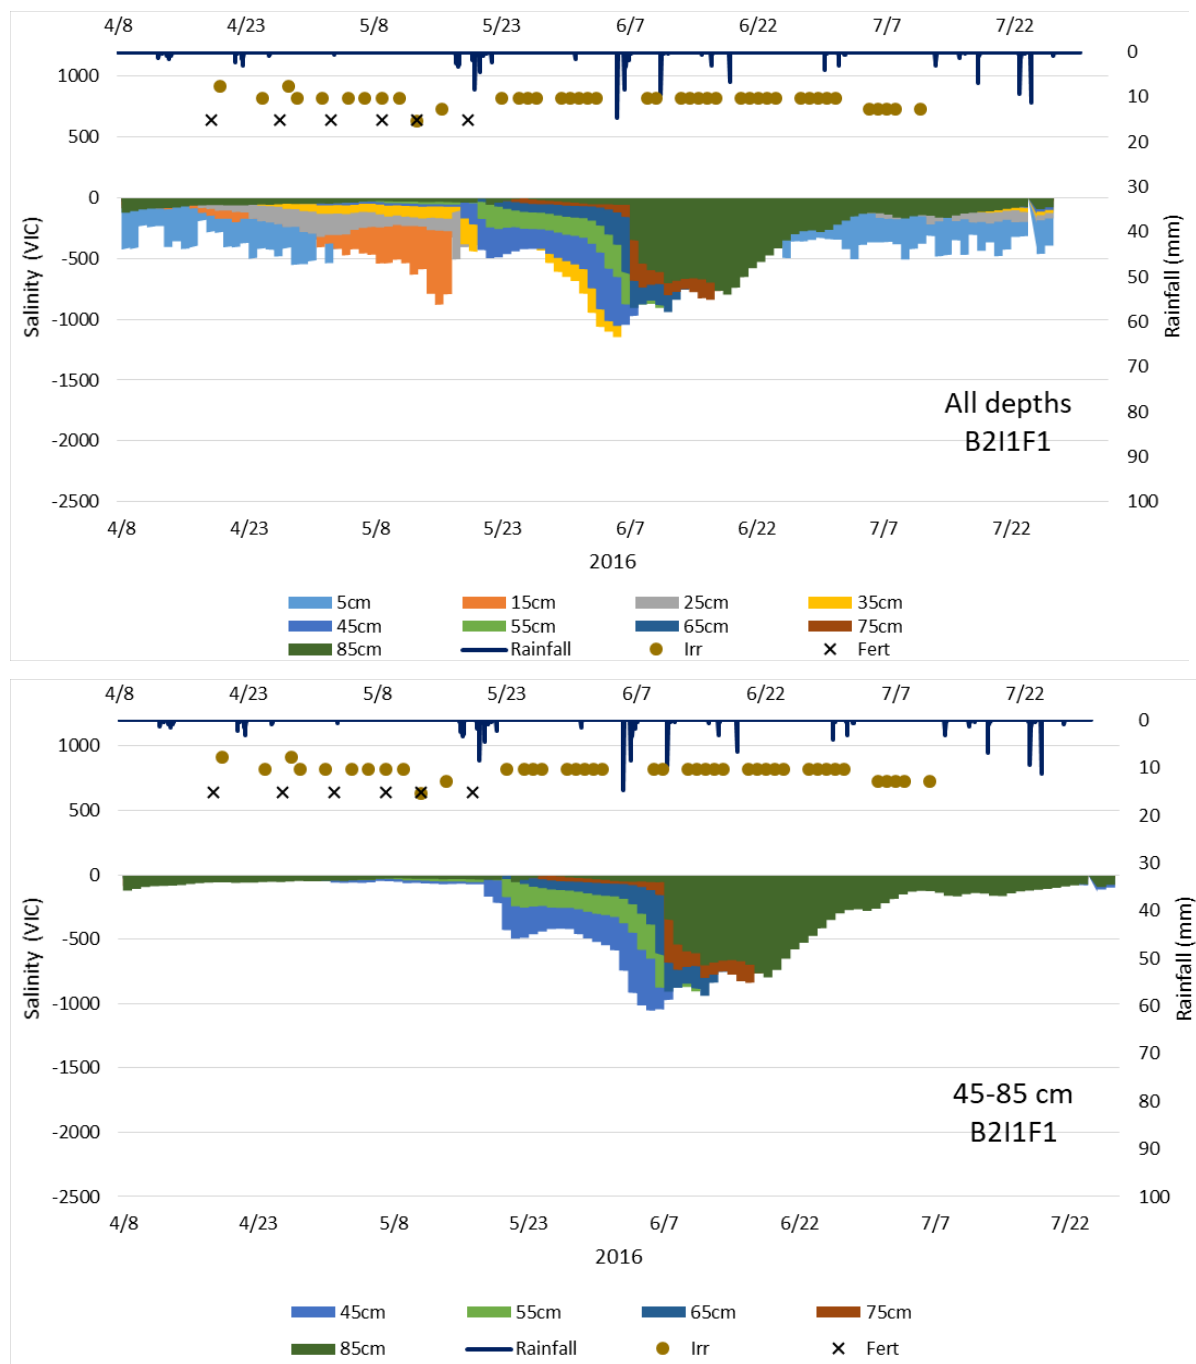 4/8 4/23 5/8 5/23 6/7 6/22 7/7 7/22
1000
500
0
-500
-1000
-1500
-2000
-2500
Salinity (VIC)
0
10
20
30
40
50
60
70
80
90
100
Rainfall (mm)
All depths
B2I1F1
4/8 4/23 5/8 5/23 6/7 6/22 7/7 7/22
2016
5cm 15cm 25cm 35cm
45cm 55cm 65cm 75cm
85cm Rainfall Irr Fert
4/8 4/23 5/8 5/23 6/7 6/22 7/7 7/22
1000
500
0
-500
-1000
-1500
-2000
-2500
Salinity (VIC)
0
10
20
30
40
50
60
70
80
90
100
Rainfall (mm)
45-85 cm
B2I1F1
4/8 4/23 5/8 5/23 6/7 6/22 7/7 7/22
2016
45cm 55cm 65cm 75cm
85cm Rainfall Irr Fert